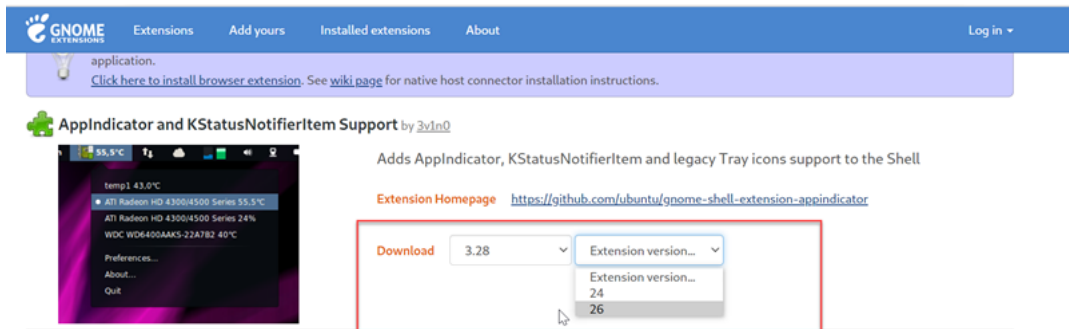 GNOME
EXTENSIONS
Extensions
Add yours
Installed extensions
About
Log in
application.
Click here to install browser extension. See wiki page for native host connector installation instructions.
AppIndicator and KStatusNotifierItem Support by 3v1n0
55,5°C
temp1 43,0°C
ATI Radeon HD 4300/4500 Series 55.5°C
ATI Radeon HD 4300/4500 Series 24%
WDC WD6400AAKS-22A7B2 40°C
Preferences...
About...
Quit
Adds AppIndicator, KStatusNotifierItem and legacy Tray icons support to the Shell
Extension Homepage https://github.com/ubuntu/gnome-shell-extension-appindicator
Download 3.28 Extension version...
Extension version...
24
26